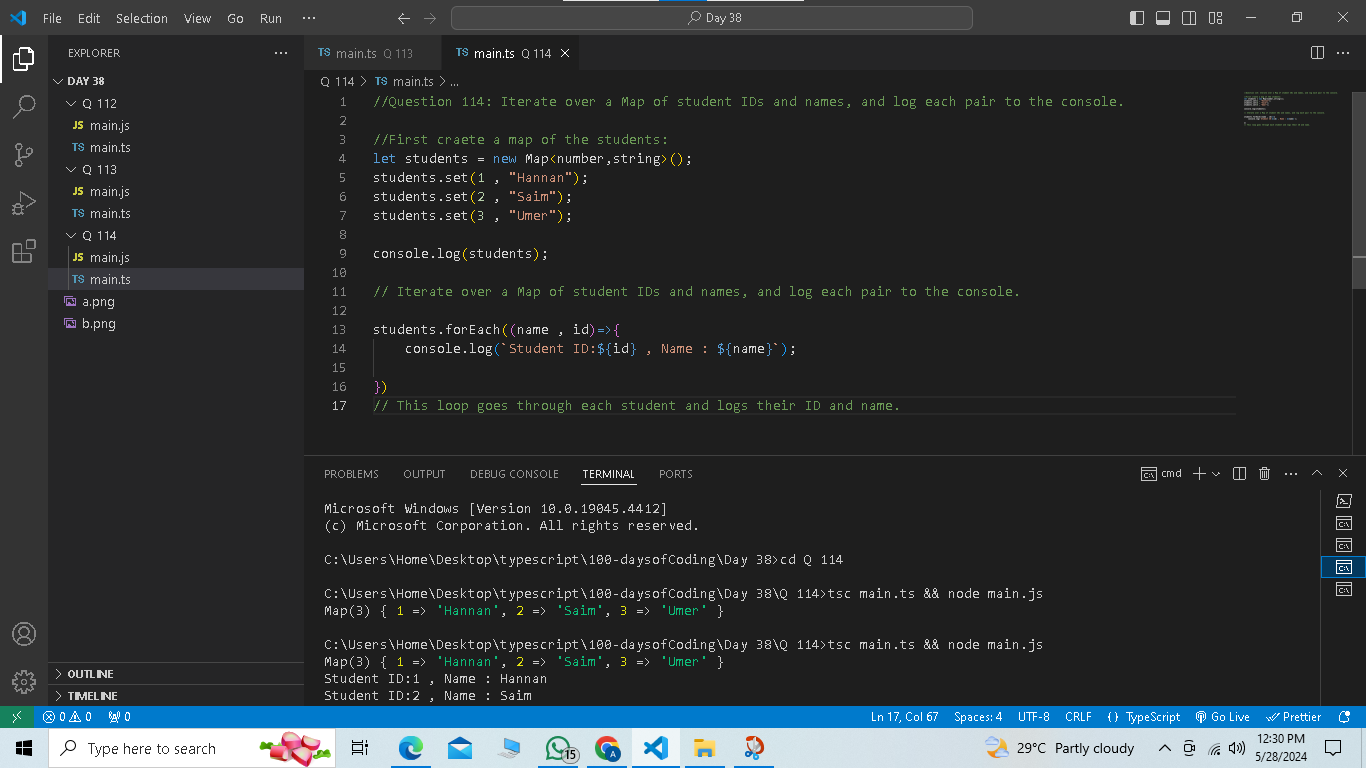 File Edit Selection View Go Run ··· Day 38
EXPLORER ···
DAY 38
Q 112
JS main.js
TS main.ts
Q 113
JS main.js
TS main.ts
Q 114
JS main.js
TS main.ts
a.png
b.png
OUTLINE
TIMELINE
TS main.ts Q 113 TS main.ts Q 114
Q 114 > TS main.ts > ...
1 //Question 114: Iterate over a Map of student IDs and names, and log each pair to the console.
2
3 //First craete a map of the students:
4 let students = new Map<number,string>();
5 students.set(1 , "Hannan");
6 students.set(2 , "Saim");
7 students.set(3 , "Umer");
8
9 console.log(students);
10
11 // Iterate over a Map of student IDs and names, and log each pair to the console.
12
13 students.forEach((name , id)=>{
14 console.log(`Student ID:${id} , Name : ${name}`);
15
16 })
17 // This loop goes through each student and logs their ID and name.
PROBLEMS OUTPUT DEBUG CONSOLE TERMINAL PORTS cmd
Microsoft Windows [Version 10.0.19045.4412]
(c) Microsoft Corporation. All rights reserved.
C:\Users\Home\Desktop\typescript\100-daysofCoding\Day 38>cd Q 114
C:\Users\Home\Desktop\typescript\100-daysofCoding\Day 38\Q 114>tsc main.ts && node main.js
Map(3) { 1 => 'Hannan', 2 => 'Saim', 3 => 'Umer' }
C:\Users\Home\Desktop\typescript\100-daysofCoding\Day 38\Q 114>tsc main.ts && node main.js
Map(3) { 1 => 'Hannan', 2 => 'Saim', 3 => 'Umer' }
Student ID:1 , Name : Hannan
Student ID:2 , Name : Saim
0 0 0 Ln 17, Col 67 Spaces: 4 UTF-8 CRLF {} TypeScript Go Live Prettier
Type here to search 15 A 29°C Partly cloudy 12:30 PM
5/28/2024